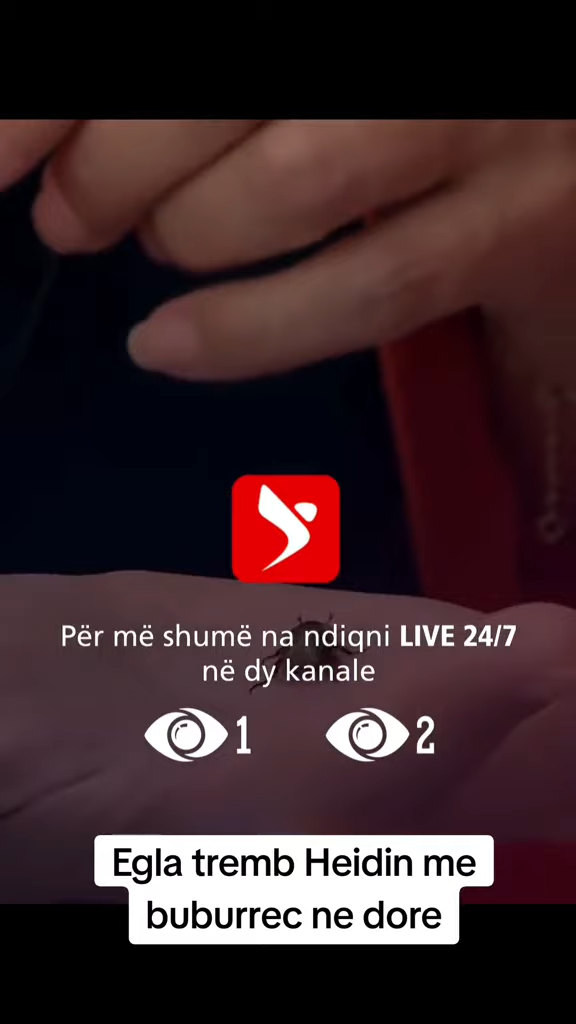 Për më shumë na ndiqni LIVE 24/7
në dy kanale
1 2
Egla tremb Heidin me
buburrec ne dore